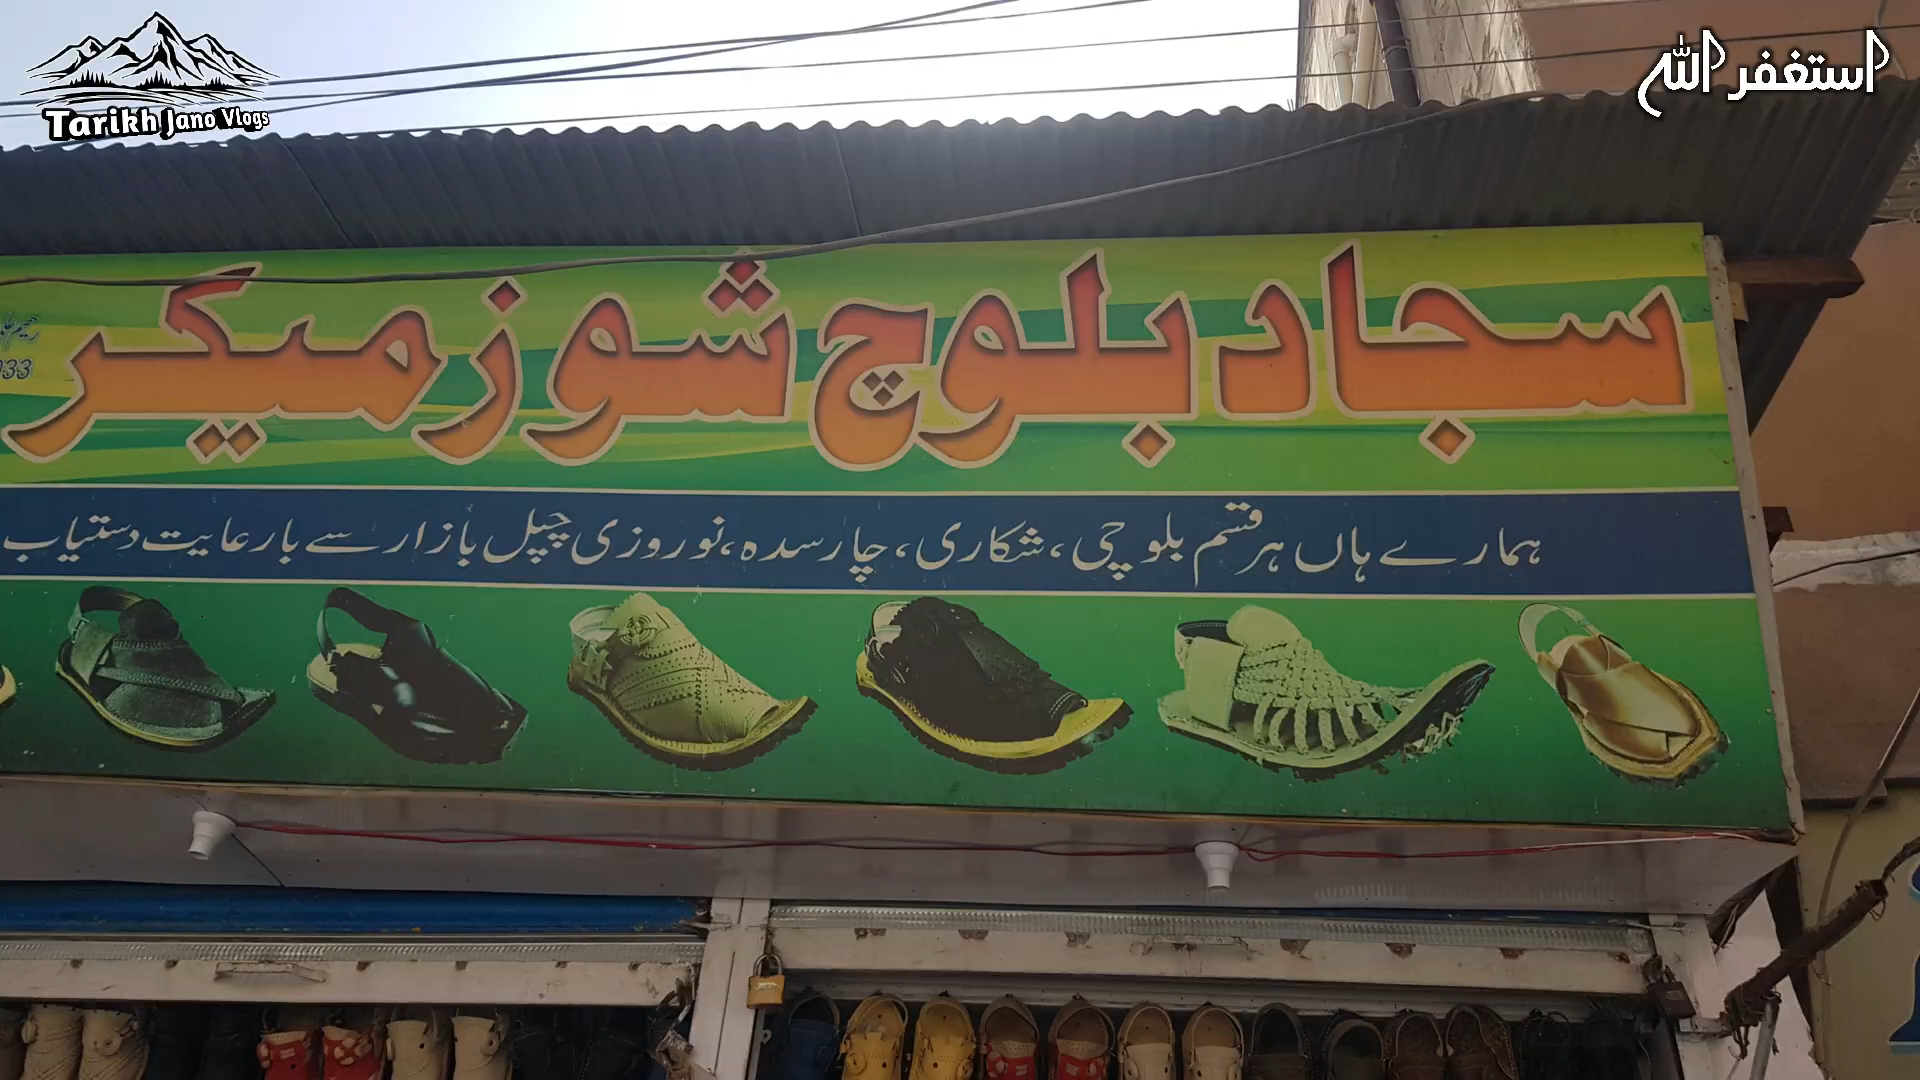 Tarikh Jano Vlogs
استغفر اللہ
سجاد بلوچ شوز میکر
033
ہمارے ہاں ہر قسم بلوچی، شکاری، چارسدہ، نوروزی چپل بازار سے بارعایت دستیاب